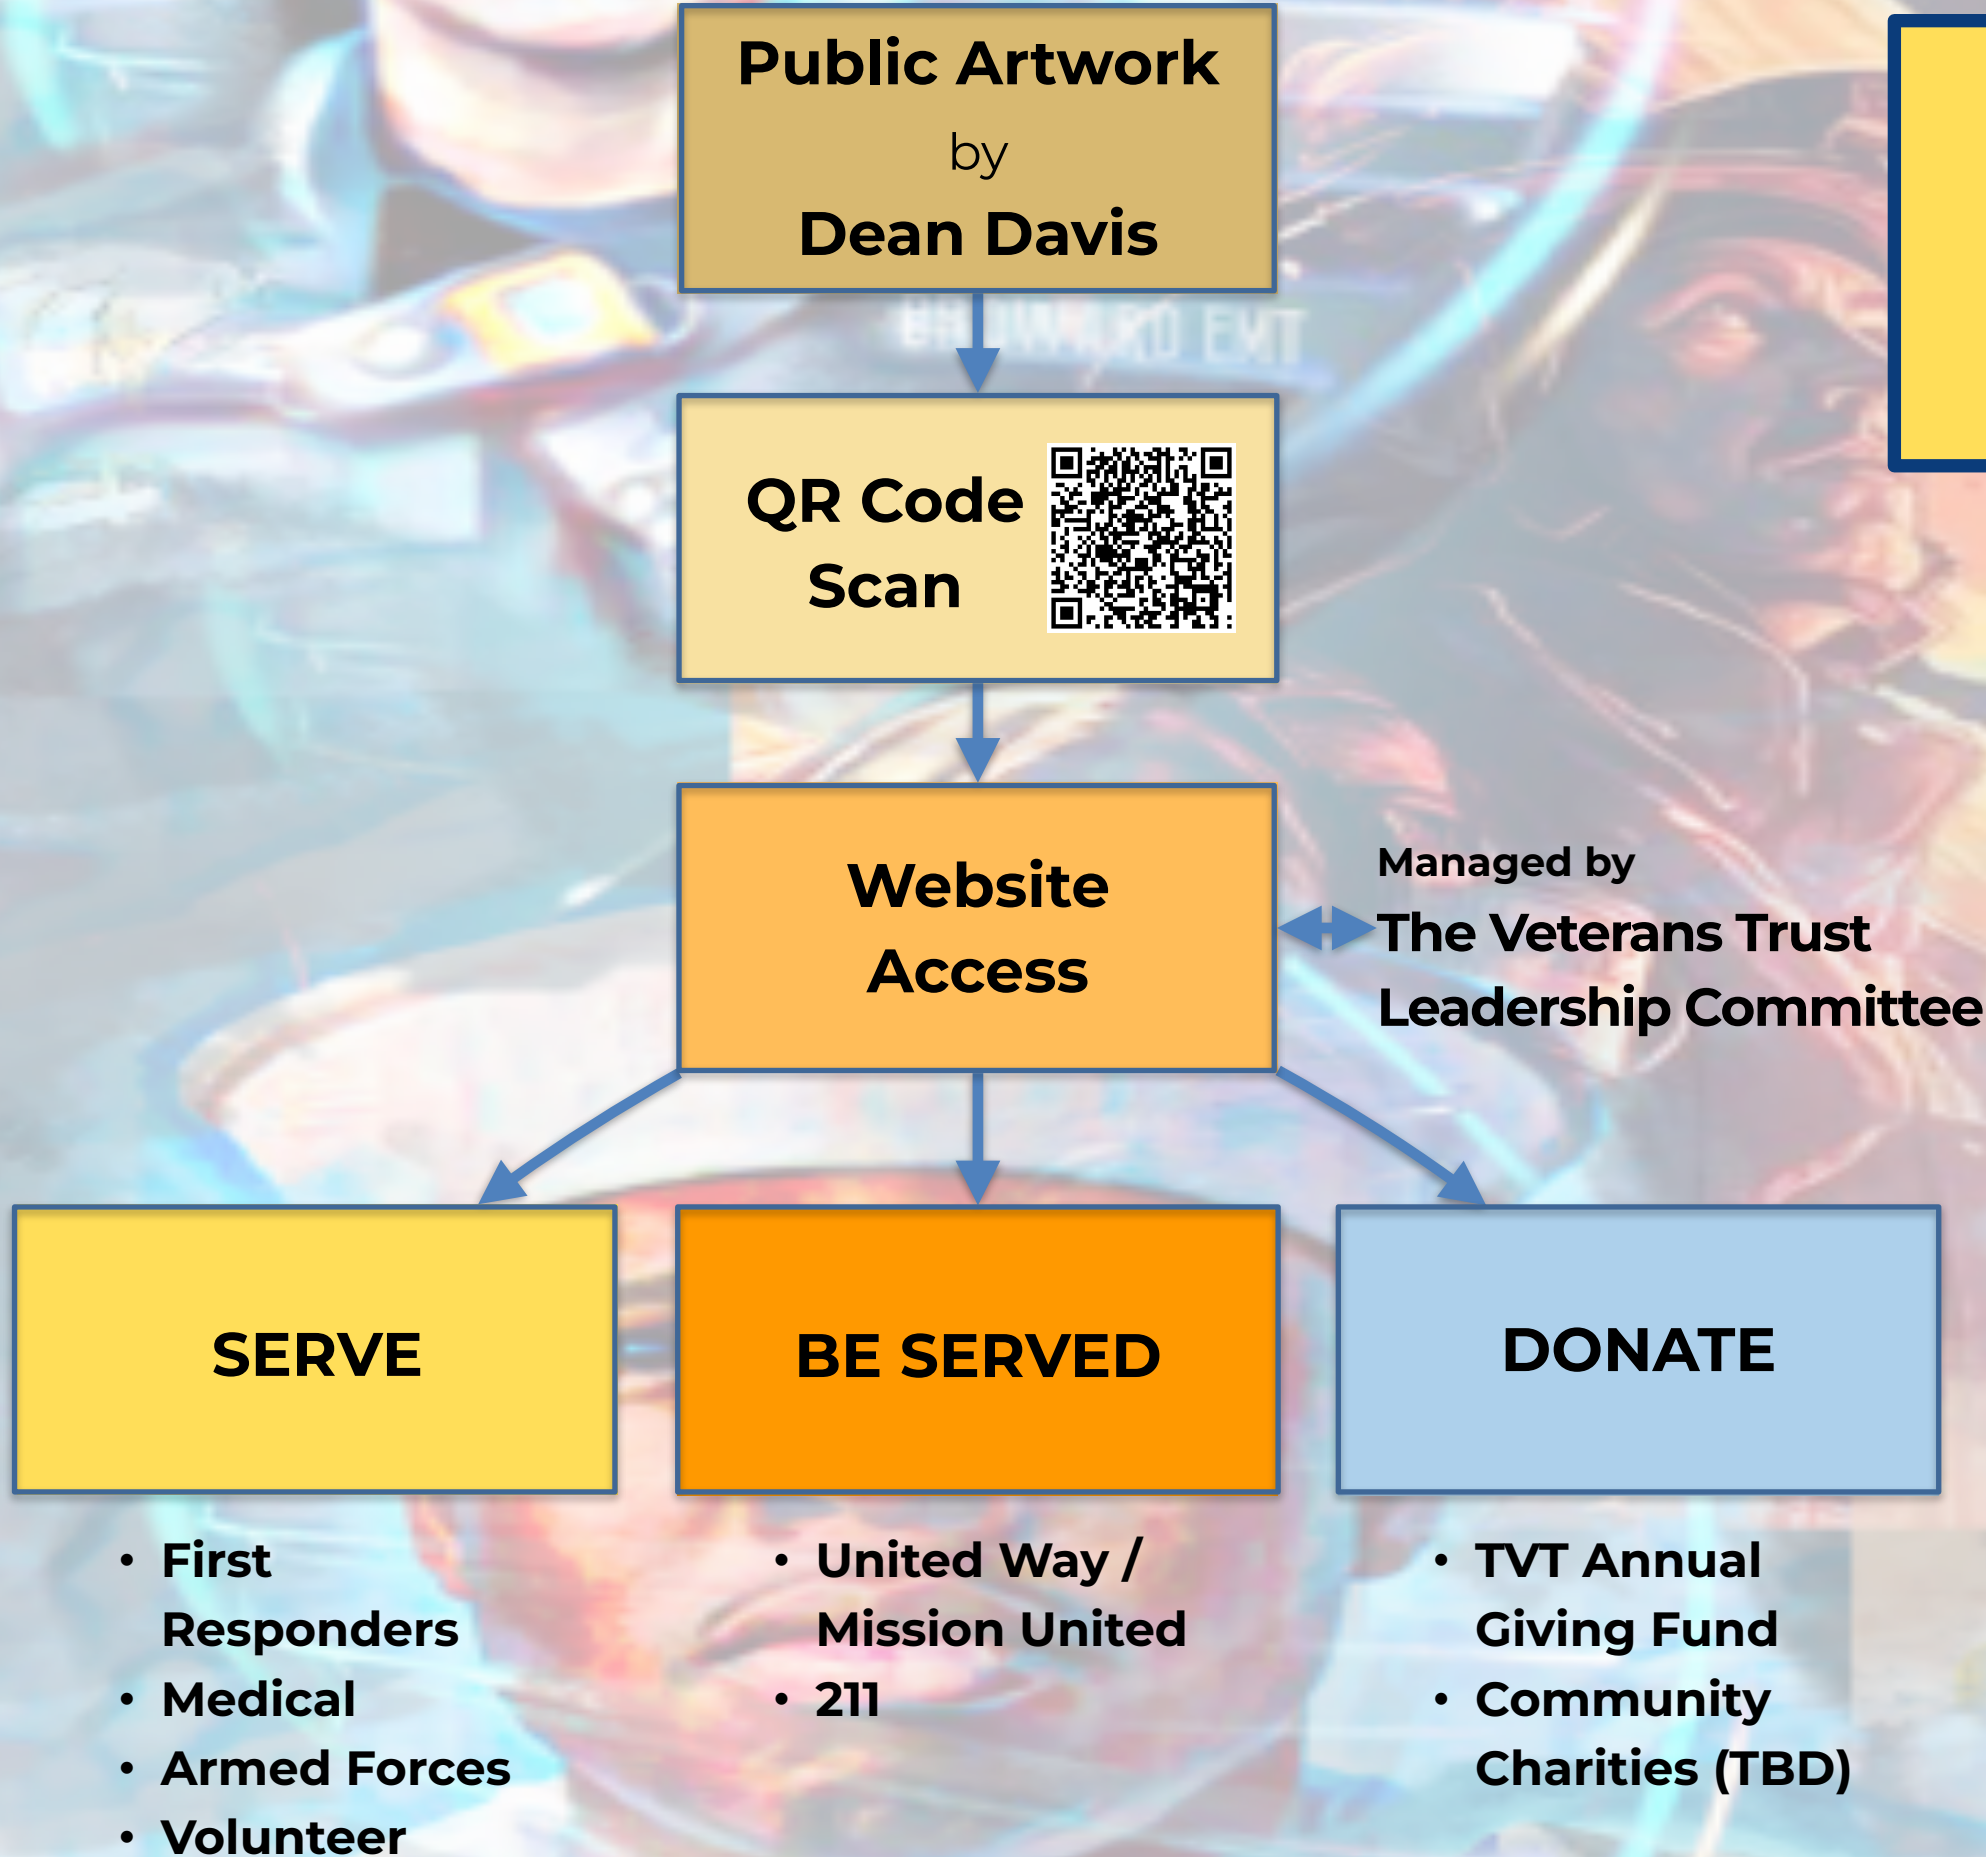 Public Artwork
by
Dean Davis
BROWARD EMT
QR Code
Scan
Website
Access
Managed by
The Veterans Trust
Leadership Committee
SERVE
BE SERVED
DONATE
• First
Responders
• Medical
• Armed Forces
• Volunteer
• United Way /
Mission United
• 211
• TVT Annual
Giving Fund
• Community
Charities (TBD)